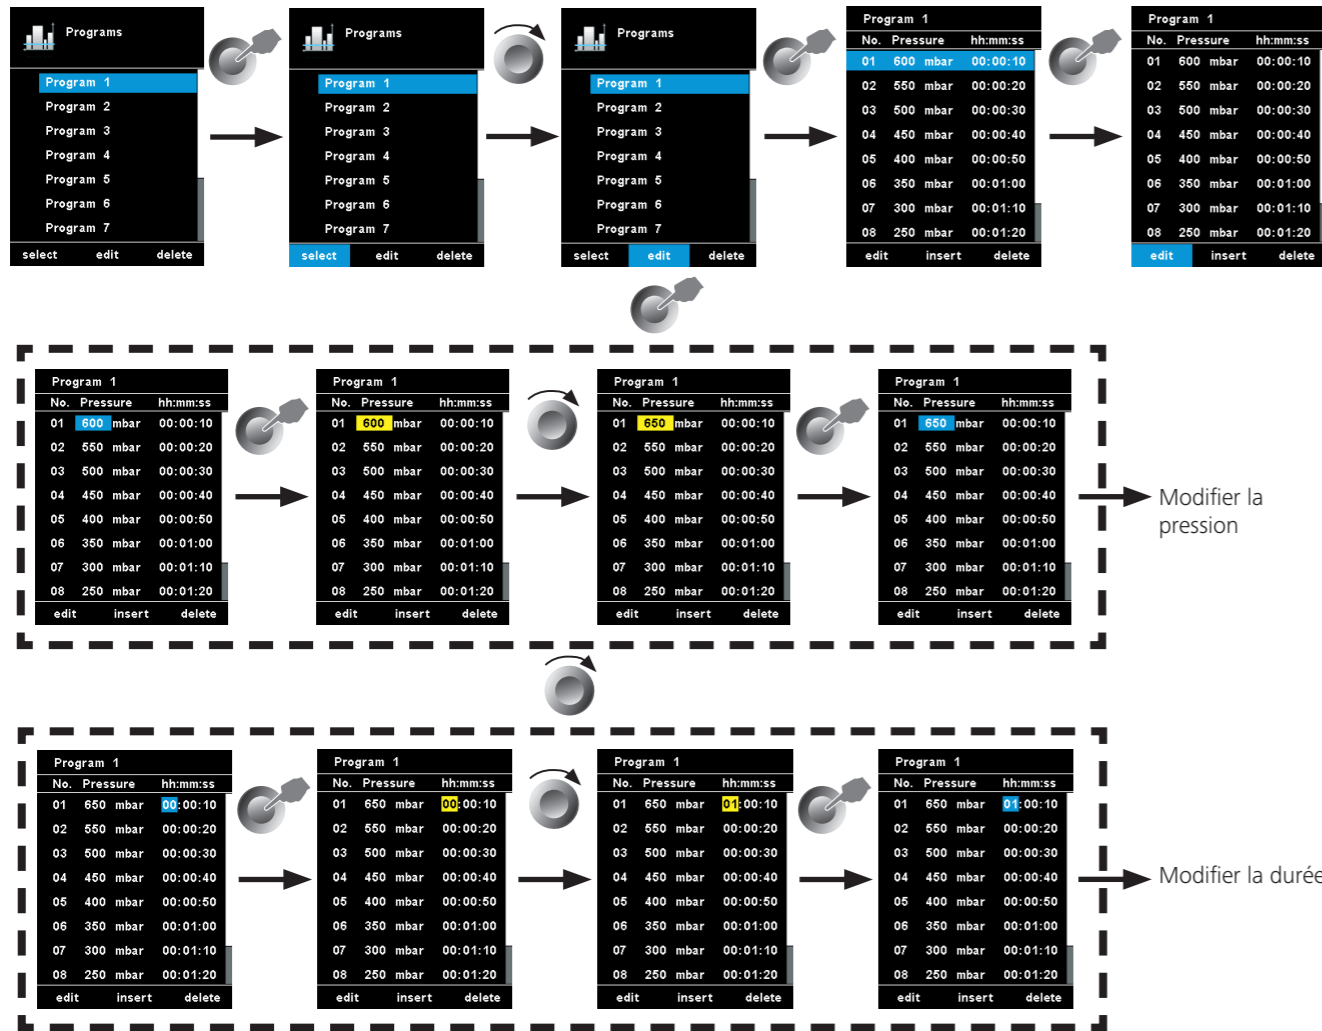 Programs
Program 1
Program 2
Program 3
Program 4
Program 5
Program 6
Program 7
select edit delete
Programs
Program 1
Program 2
Program 3
Program 4
Program 5
Program 6
Program 7
select edit delete
Programs
Program 1
Program 2
Program 3
Program 4
Program 5
Program 6
Program 7
select edit delete
Program 1
No. Pressure hh:mm:ss
01 600 mbar 00:00:10
02 550 mbar 00:00:20
03 500 mbar 00:00:30
04 450 mbar 00:00:40
05 400 mbar 00:00:50
06 350 mbar 00:01:00
07 300 mbar 00:01:10
08 250 mbar 00:01:20
edit insert delete
Program 1
No. Pressure hh:mm:ss
01 600 mbar 00:00:10
02 550 mbar 00:00:20
03 500 mbar 00:00:30
04 450 mbar 00:00:40
05 400 mbar 00:00:50
06 350 mbar 00:01:00
07 300 mbar 00:01:10
08 250 mbar 00:01:20
edit insert delete
Program 1
No. Pressure hh:mm:ss
01 600 mbar 00:00:10
02 550 mbar 00:00:20
03 500 mbar 00:00:30
04 450 mbar 00:00:40
05 400 mbar 00:00:50
06 350 mbar 00:01:00
07 300 mbar 00:01:10
08 250 mbar 00:01:20
edit insert delete
Program 1
No. Pressure hh:mm:ss
01 600 mbar 00:00:10
02 550 mbar 00:00:20
03 500 mbar 00:00:30
04 450 mbar 00:00:40
05 400 mbar 00:00:50
06 350 mbar 00:01:00
07 300 mbar 00:01:10
08 250 mbar 00:01:20
edit insert delete
Program 1
No. Pressure hh:mm:ss
01 650 mbar 00:00:10
02 550 mbar 00:00:20
03 500 mbar 00:00:30
04 450 mbar 00:00:40
05 400 mbar 00:00:50
06 350 mbar 00:01:00
07 300 mbar 00:01:10
08 250 mbar 00:01:20
edit insert delete
Program 1
No. Pressure hh:mm:ss
01 650 mbar 00:00:10
02 550 mbar 00:00:20
03 500 mbar 00:00:30
04 450 mbar 00:00:40
05 400 mbar 00:00:50
06 350 mbar 00:01:00
07 300 mbar 00:01:10
08 250 mbar 00:01:20
edit insert delete
Modifier la
pression
Program 1
No. Pressure hh:mm:ss
01 650 mbar 00:00:10
02 550 mbar 00:00:20
03 500 mbar 00:00:30
04 450 mbar 00:00:40
05 400 mbar 00:00:50
06 350 mbar 00:01:00
07 300 mbar 00:01:10
08 250 mbar 00:01:20
edit insert delete
Program 1
No. Pressure hh:mm:ss
01 650 mbar 00:00:10
02 550 mbar 00:00:20
03 500 mbar 00:00:30
04 450 mbar 00:00:40
05 400 mbar 00:00:50
06 350 mbar 00:01:00
07 300 mbar 00:01:10
08 250 mbar 00:01:20
edit insert delete
Program 1
No. Pressure hh:mm:ss
01 650 mbar 01:00:10
02 550 mbar 00:00:20
03 500 mbar 00:00:30
04 450 mbar 00:00:40
05 400 mbar 00:00:50
06 350 mbar 00:01:00
07 300 mbar 00:01:10
08 250 mbar 00:01:20
edit insert delete
Program 1
No. Pressure hh:mm:ss
01 650 mbar 01:00:10
02 550 mbar 00:00:20
03 500 mbar 00:00:30
04 450 mbar 00:00:40
05 400 mbar 00:00:50
06 350 mbar 00:01:00
07 300 mbar 00:01:10
08 250 mbar 00:01:20
edit insert delete
Modifier la durée